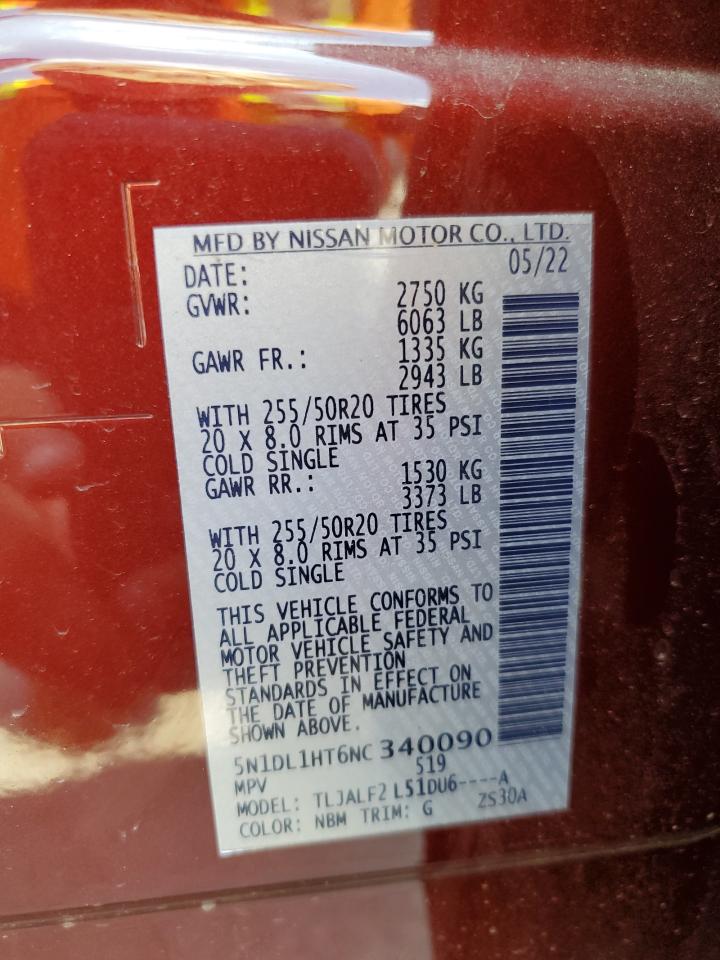 MFD BY NISSAN MOTOR CO., LTD.
DATE: 05/22
GVWR: 2750 KG
6063 LB
GAWR FR.: 1335 KG
2943 LB
WITH 255/50R20 TIRES
20 X 8.0 RIMS AT 35 PSI
COLD SINGLE
GAWR RR.: 1530 KG
3373 LB
WITH 255/50R20 TIRES
20 X 8.0 RIMS AT 35 PSI
COLD SINGLE
THIS VEHICLE CONFORMS TO
ALL APPLICABLE FEDERAL
MOTOR VEHICLE SAFETY AND
THEFT PREVENTION
STANDARDS IN EFFECT ON
THE DATE OF MANUFACTURE
SHOWN ABOVE.
5N1DL1HT6NC 340090
MPV 519
MODEL: TLJALF2 L51DU6----A
COLOR: NBM TRIM: G ZS30A